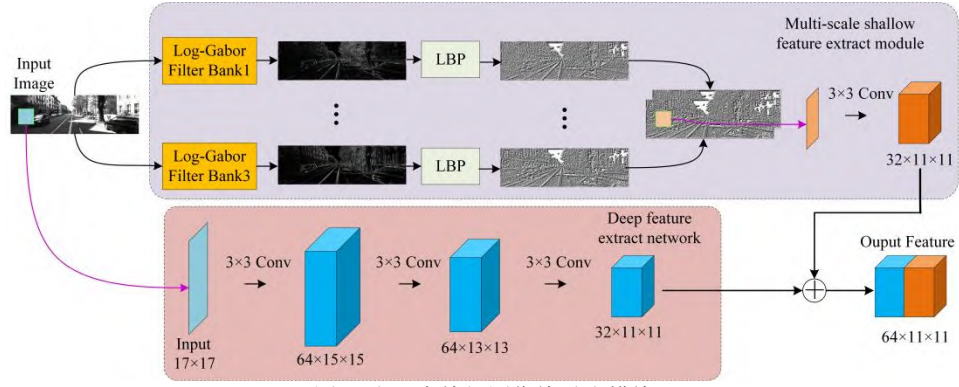 Multi-scale shallow
feature extract module
Input
Image
Log-Gabor
Filter Bank1
LBP
Log-Gabor
Filter Bank3
LBP
3×3 Conv
32×11×11
Deep feature
extract network
3×3 Conv
3×3 Conv
3×3 Conv
Input
17×17
64×15×15
64×13×13
32×11×11
Ouput Feature
64×11×11